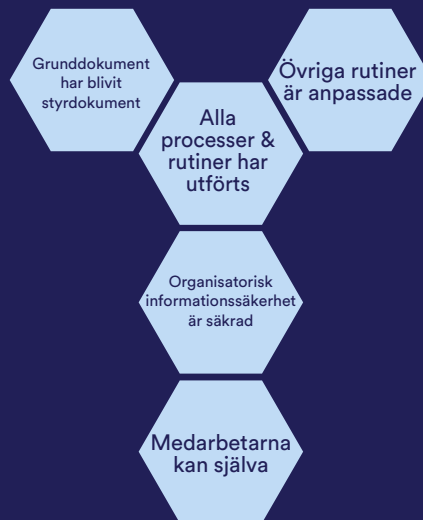 Grunddokument
har blivit
styrdokument
Övriga rutiner
är anpassade
Alla
processer &
rutiner har
utförts
Organisatorisk
informationssäkerhet
är säkrad
Medarbetarna
kan själva